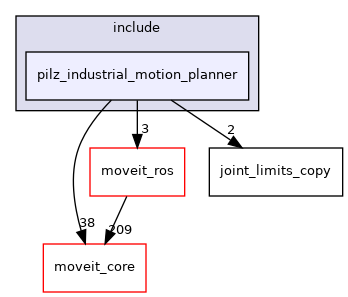 include
pilz_industrial_motion_planner
3
2
moveit_ros
joint_limits_copy
38
209
moveit_core